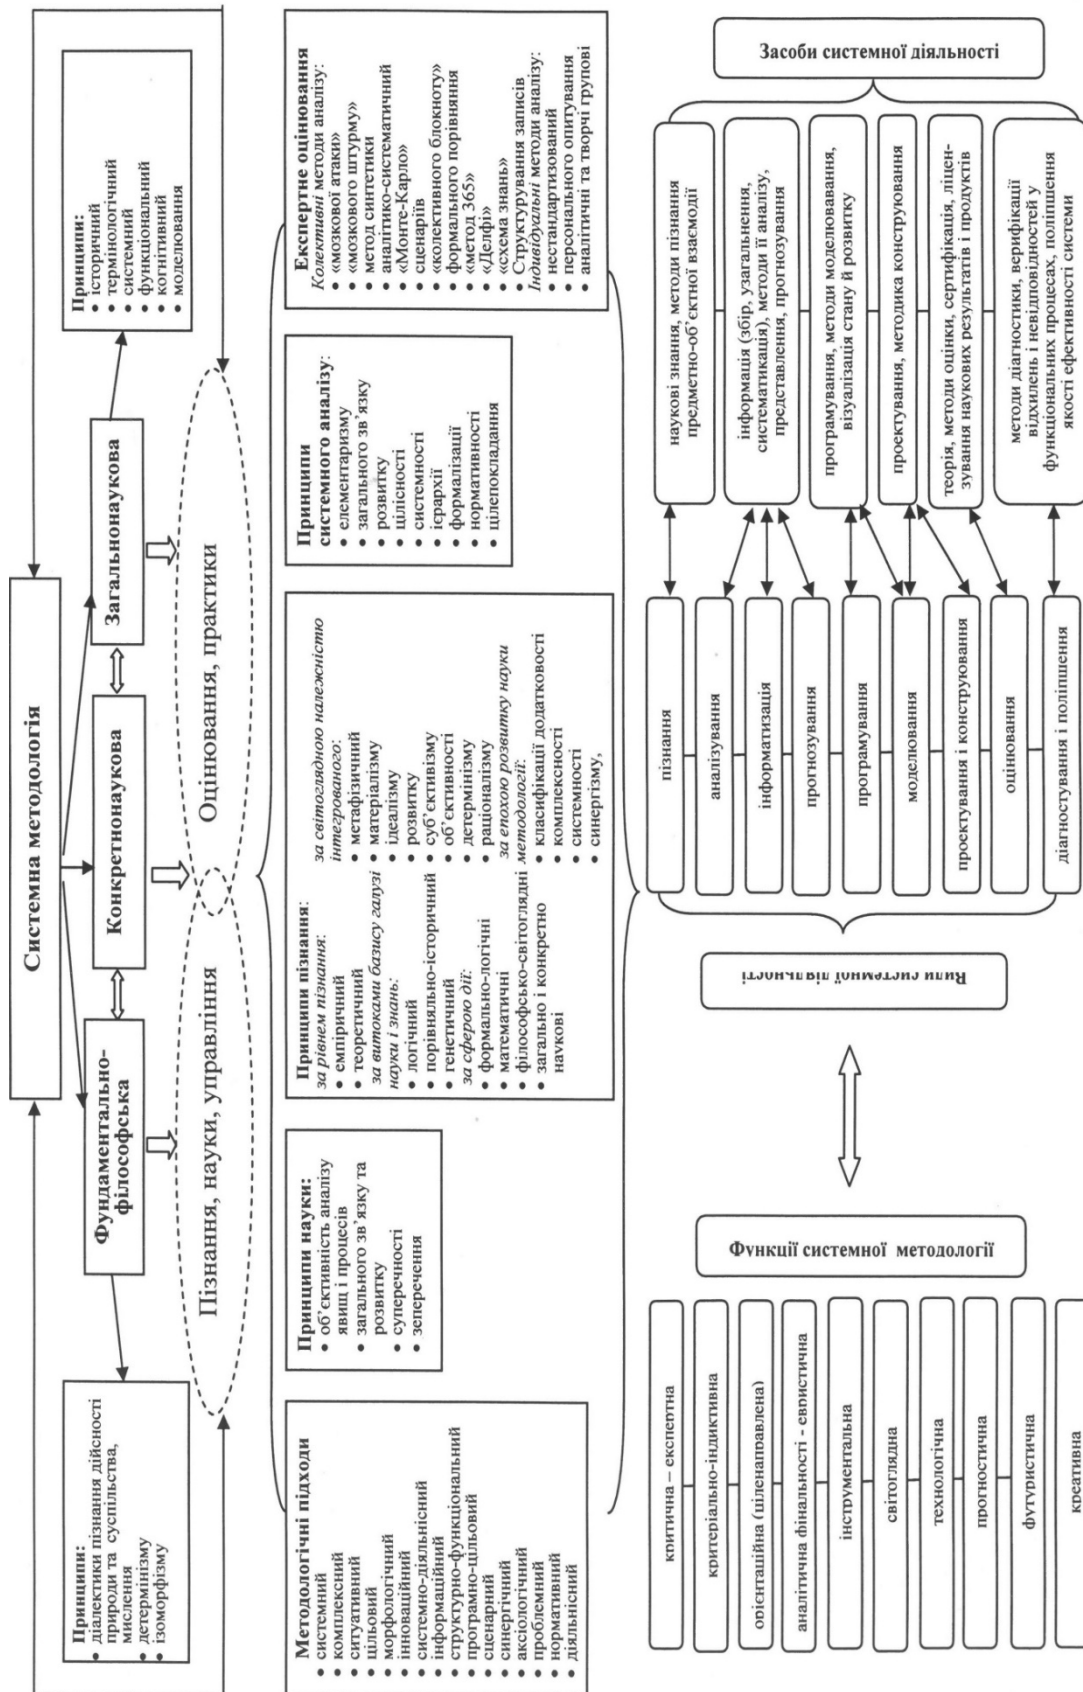 Системна методологія
Принципи:
• діалектики пізнання дійсності
природи та суспільства,
мислення
• детермінізму
• ізоморфізму
Фундаментально-
філософська
Конкретнонаукова
Загальнонаукова
Принципи:
• історичний
• термінологічний
• системний
• функціональний
• когнітивний
• моделювання
Пізнання, науки, управління
Оцінювання, практики
Методологічні підходи
• системний
• комплексний
• ситуативний
• цільовий
• морфологічний
• інноваційний
• системно-діяльнісний
• інформаційний
• структурно-функціональний
• програмно-цільовий
• сценарний
• синергічний
• аксіологічний
• проблемний
• нормативний
• діяльнісний
Принципи науки:
• об’єктивність аналізу
явищ і процесів
• загального зв’язку та
розвитку
• суперечності
• зеперечення
Принципи пізнання:
за рівнем пізнання:
• емпіричний
• теоретичний
за витоками базису галузі
науки і знань:
• логічний
• порівняльно-історичний
• генетичний
за сферою дії:
• формально-логічні
• математичні
• філософсько-світоглядні
• загально і конкретно
наукові
за світоглядною належністю
інтегрованого:
• метафізичний
• матеріалізму
• ідеалізму
• розвитку
• суб’єктивізму
• об’єктивності
• детермінізму
• раціоналізму
за епохою розвитку науки
методології:
• класифікації додатковості
• комплексності
• системності
• синергізму,
Принципи
системного аналізу:
• елементаризму
• загального зв’язку
• розвитку
• цілісності
• системності
• ієрархії
• формалізації
• нормативності
• цілепокладання
Експертне оцінювання
Колективні методи аналізу:
• «мозкової атаки»
• «мозкового штурму»
• метод синтетики
• аналітико-систематичний
• «Монте-Карло»
• сценаріїв
• «колективного блокноту»
• формального порівняння
• «метод 365»
• «Делфі»
• «схема знань»
• Структурування записів
Індивідуальні методи аналізу:
• нестандартизований
• персонального опитування
• аналітичні та творчі групові
критична – експертна
критеріально-індиктивна
орієнтаційна (ціленаправлена)
аналітична фінальності - евристична
інструментальна
світоглядна
технологічна
прогностична
футуристична
креативна
Функції системної методології
Види системної діяльності
пізнання
аналізування
інформатизація
прогнозування
програмування
моделювання
проектування і конструювання
оцінювання
діагностування і поліпшення
наукові знання, методи пізнання
предметно-об’єктної взаємодії
інформація (збір, узагальнення,
систематикація), методи її аналізу,
представлення, прогнозування
програмування, методи моделюваванння,
візуалізація стану й розвитку
проектування, методика конструювання
теорія, методи оцінки, сертифікація, ліцен-
зування наукових результатів і продуктів
методи діагностики, верифікації
відхилень і невідповідностей у
функціональних процесах, поліпшення
якості ефективності системи
Засоби системної діяльності